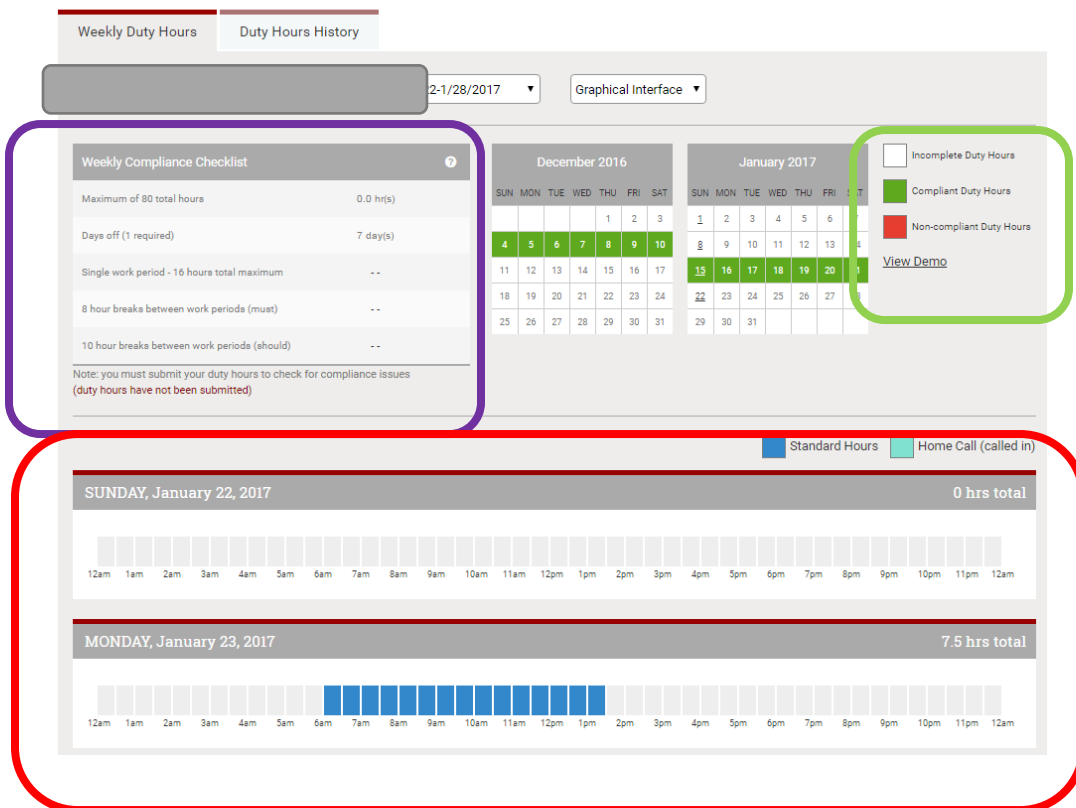 Weekly Duty Hours Duty Hours History
2-1/28/2017 Graphical Interface
Weekly Compliance Checklist ?
Maximum of 80 total hours 0.0 hr(s)
Days off (1 required) 7 day(s)
Single work period - 16 hours total maximum - -
8 hour breaks between work periods (must) - -
10 hour breaks between work periods (should) - -
Note: you must submit your duty hours to check for compliance issues
(duty hours have not been submitted)
December 2016
SUN MON TUE WED THU FRI SAT
1 2 3
4 5 6 7 8 9 10
11 12 13 14 15 16 17
18 19 20 21 22 23 24
25 26 27 28 29 30 31
January 2017
SUN MON TUE WED THU FRI
1 2 3 4 5 6
8 9 10 11 12 13
15 16 17 18 19 20
22 23 24 25 26 27
29 30 31
Incomplete Duty Hours
Compliant Duty Hours
Non-compliant Duty Hours
View Demo
Standard Hours Home Call (called in)
SUNDAY, January 22, 2017 0 hrs total
12am 1am 2am 3am 4am 5am 6am 7am 8am 9am 10am 11am 12pm 1pm 2pm 3pm 4pm 5pm 6pm 7pm 8pm 9pm 10pm 11pm 12am
MONDAY, January 23, 2017 7.5 hrs total
12am 1am 2am 3am 4am 5am 6am 7am 8am 9am 10am 11am 12pm 1pm 2pm 3pm 4pm 5pm 6pm 7pm 8pm 9pm 10pm 11pm 12am